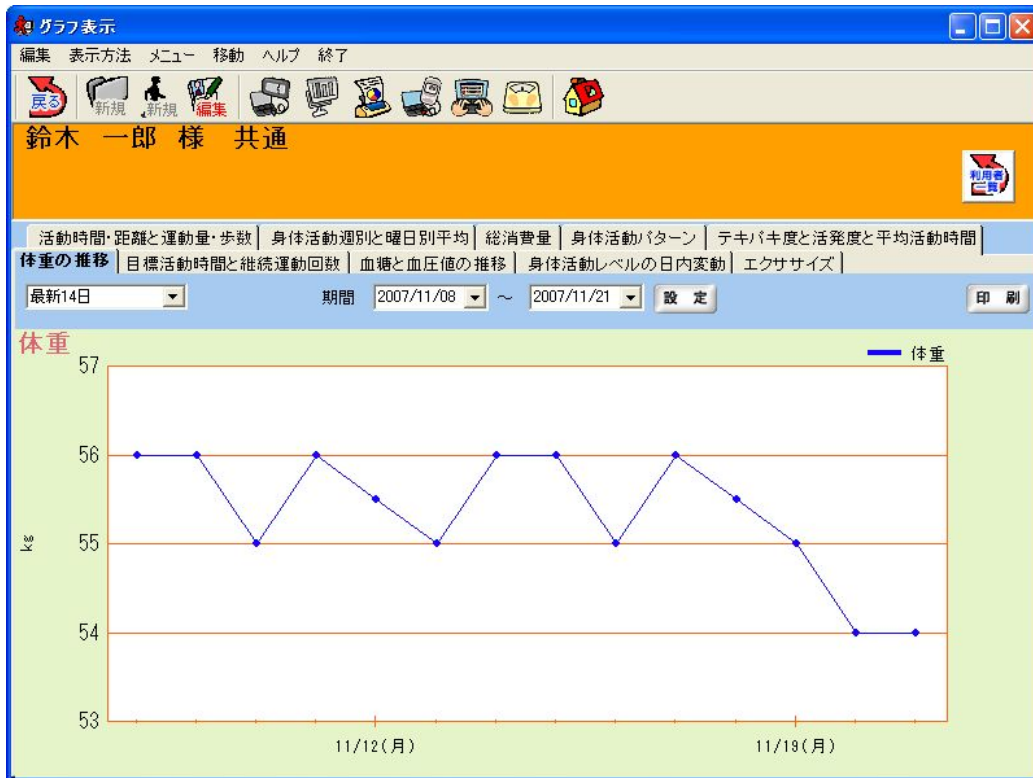 グラフ表示
編集 表示方法 メニュー 移動 ヘルプ 終了
戻る 新規 新規 編集
鈴木 一郎 様 共通
利用者一覧
活動時間・距離と運動量・歩数 身体活動週別と曜日別平均 総消費量 身体活動パターン テキパキ度と活発度と平均活動時間
体重の推移 目標活動時間と継続運動回数 血糖と血圧値の推移 身体活動レベルの日内変動 エクササイズ
最新14日 期間 2007/11/08 ～ 2007/11/21 設 定 印 刷
体重
体重
57
56
55
kg
54
53
11/12(月) 11/19(月)